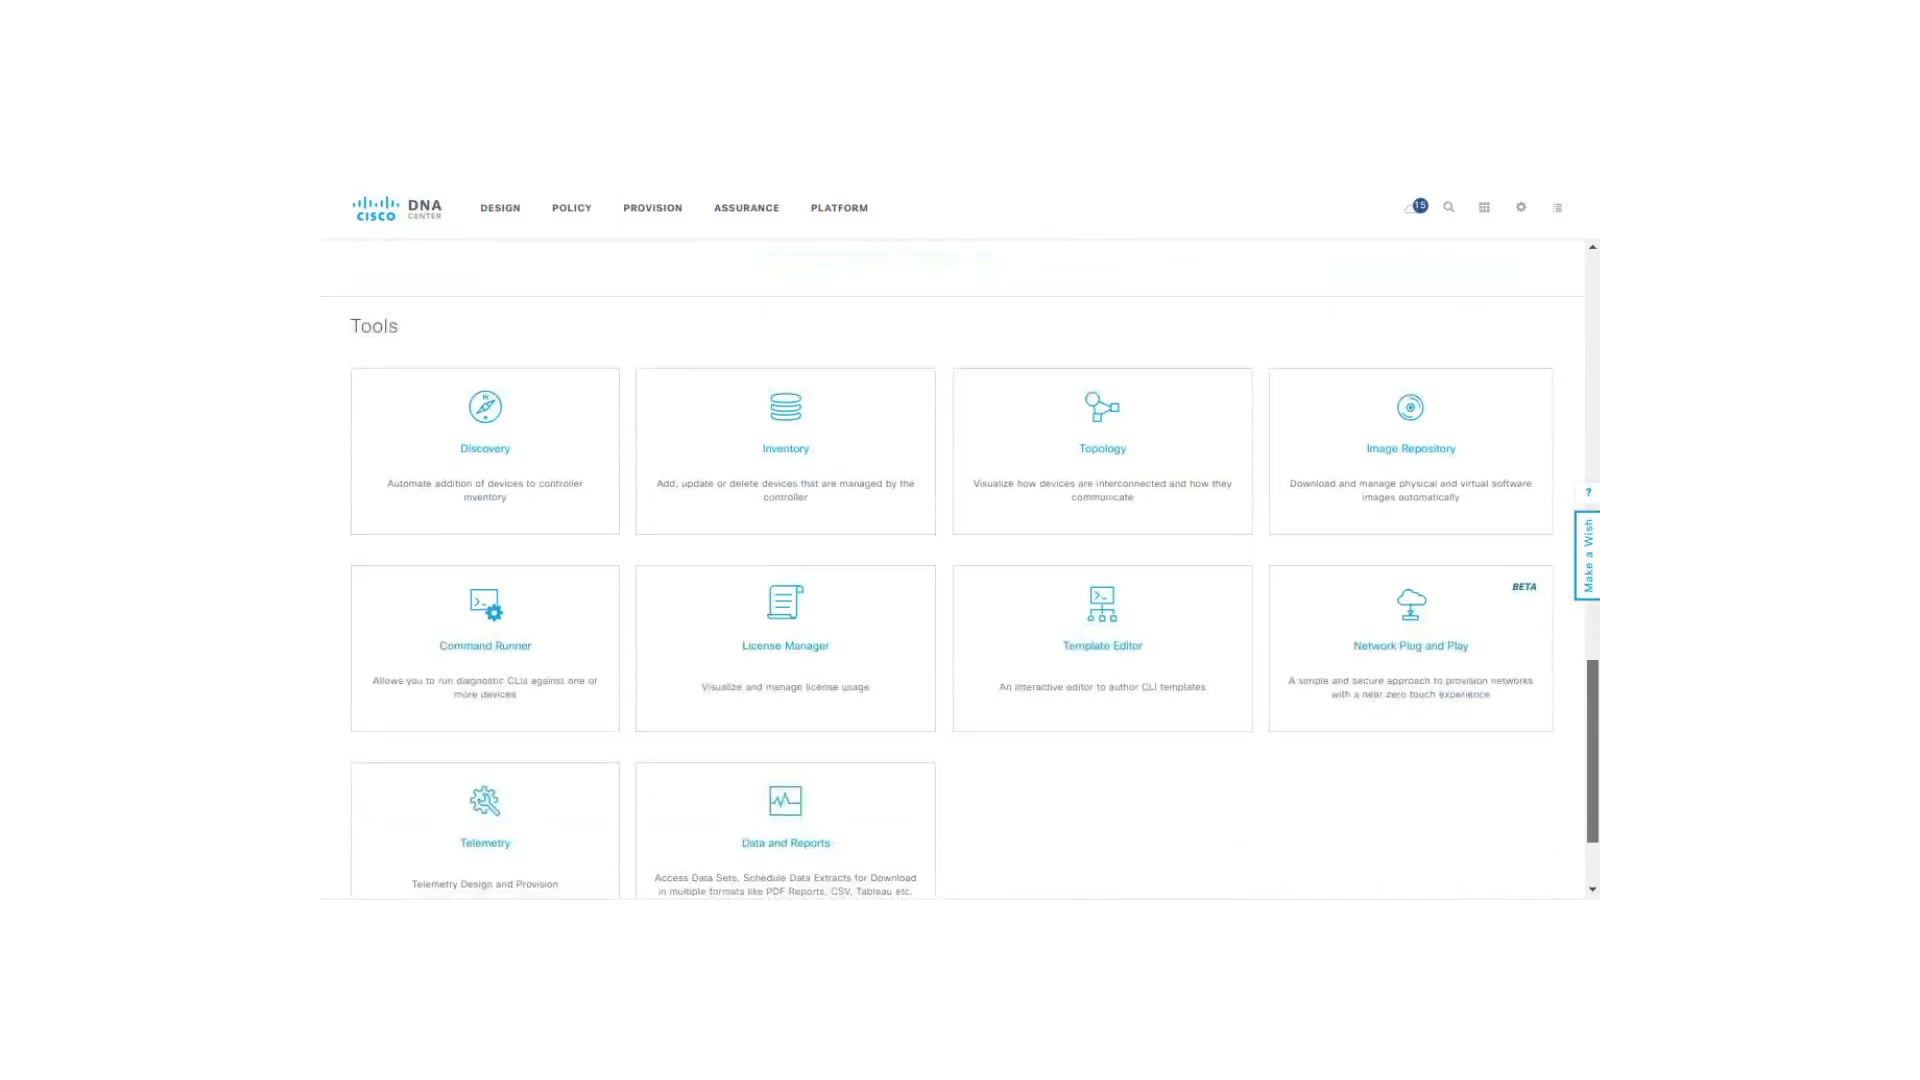 CISCO DNA CENTER DESIGN POLICY PROVISION ASSURANCE PLATFORM 15
Tools
Discovery
Automate addition of devices to controller
inventory
Inventory
Add, update or delete devices that are managed by the
controller
Topology
Visualize how devices are interconnected and how they
communicate
Image Repository
Download and manage physical and virtual software
images automatically
?
Make a Wish
Command Runner
Allows you to run diagnostic CLIs against one or
more devices
License Manager
Visualize and manage license usage
Template Editor
An interactive editor to author CLI templates
BETA
Network Plug and Play
A simple and secure approach to provision networks
with a near zero touch experience
Telemetry
Telemetry Design and Provision
Data and Reports
Access Data Sets, Schedule Data Extracts for Download
in multiple formats like PDF Reports, CSV, Tableau etc.